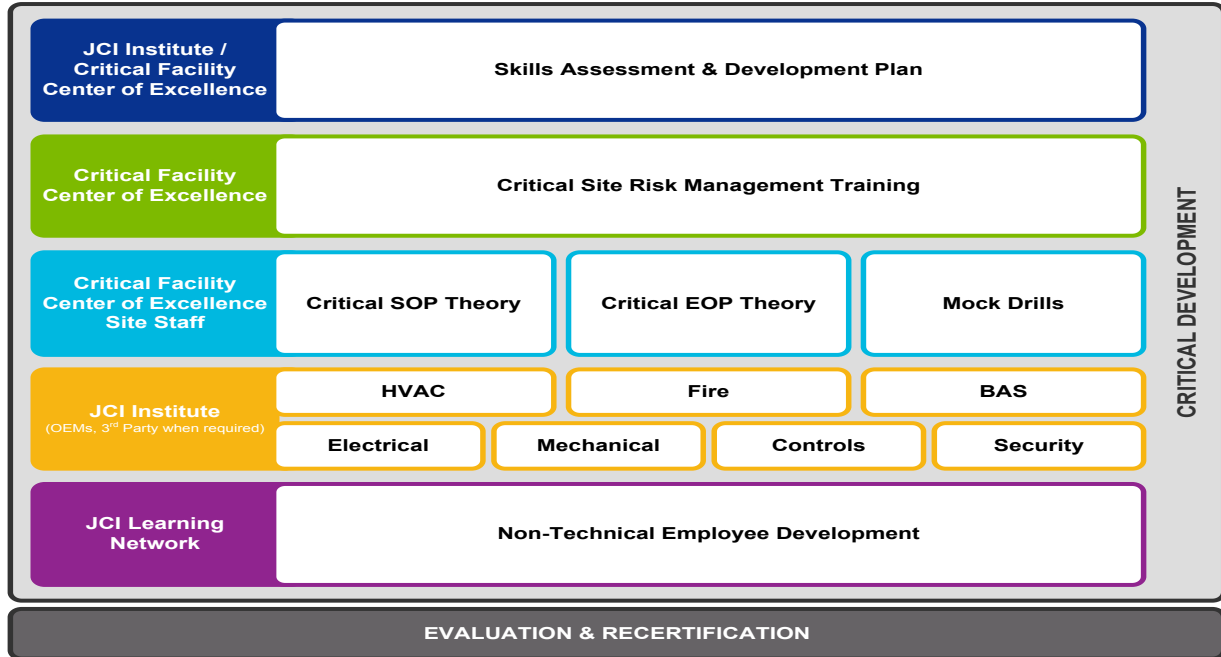 JCI Institute /
Critical Facility
Center of Excellence
Skills Assessment & Development Plan
Critical Facility
Center of Excellence
Critical Site Risk Management Training
Critical Facility
Center of Excellence
Site Staff
Critical SOP Theory
Critical EOP Theory
Mock Drills
JCI Institute
(OEMs, 3rd Party when required)
HVAC
Fire
BAS
Electrical
Mechanical
Controls
Security
JCI Learning
Network
Non-Technical Employee Development
CRITICAL DEVELOPMENT
EVALUATION & RECERTIFICATION